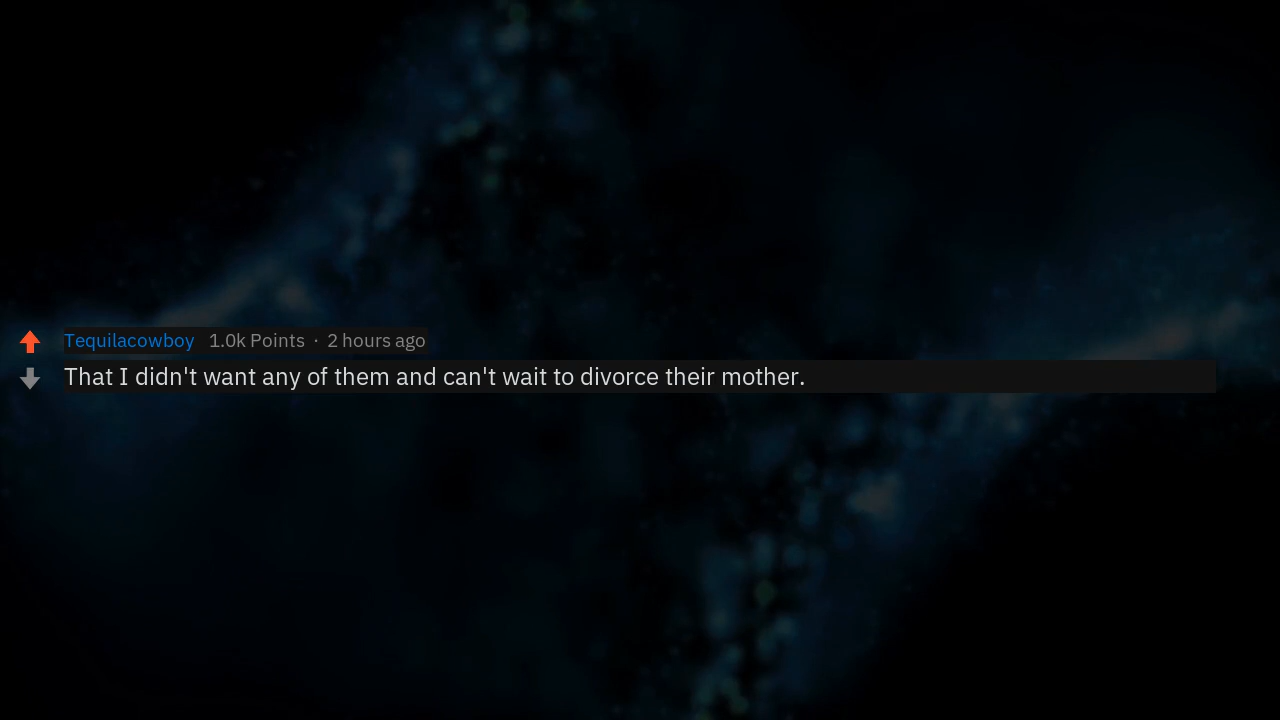 Tequilacowboy 1.0k Points · 2 hours ago
That I didn't want any of them and can't wait to divorce their mother.